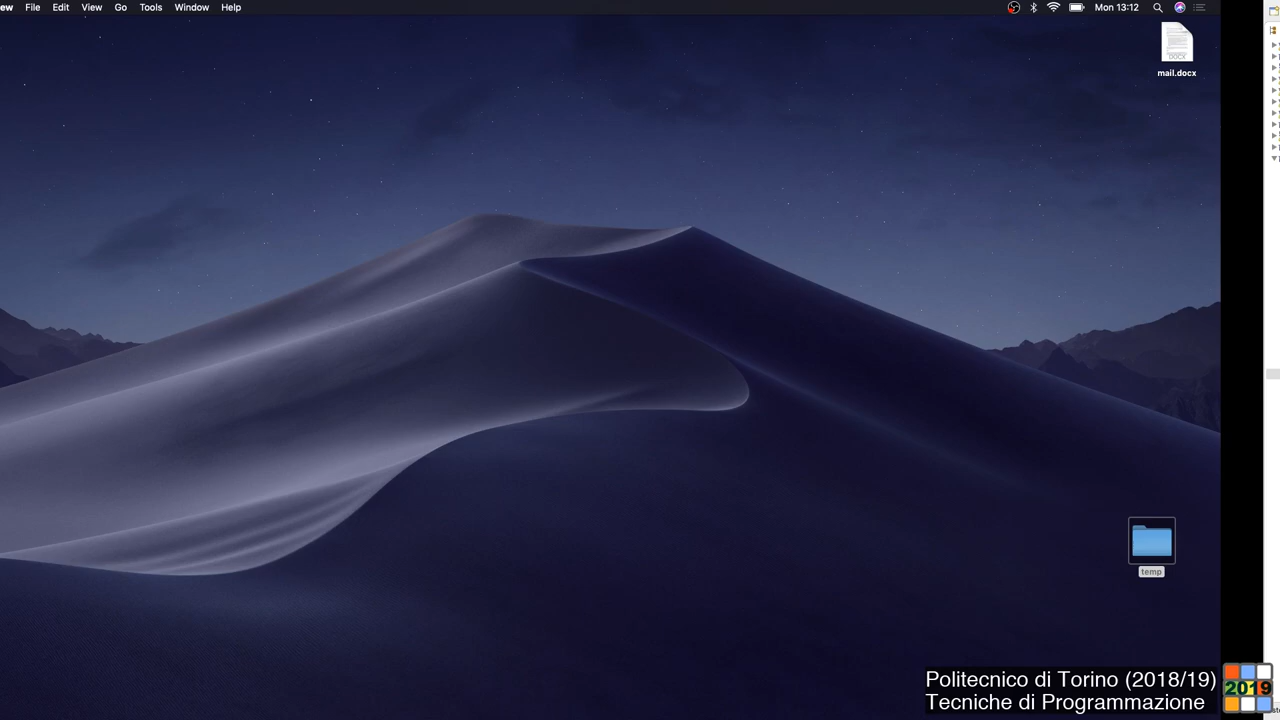 ew File Edit View Go Tools Window Help Mon 13:12
DOCX
mail.docx
temp
Politecnico di Torino (2018/19)
Tecniche di Programmazione
2019